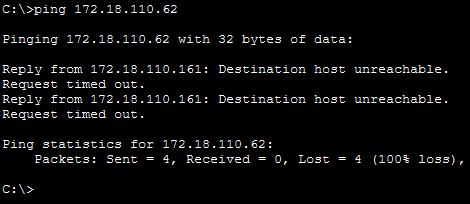 C:\>ping 172.18.110.62
Pinging 172.18.110.62 with 32 bytes of data:
Reply from 172.18.110.161: Destination host unreachable.
Request timed out.
Reply from 172.18.110.161: Destination host unreachable.
Request timed out.
Ping statistics for 172.18.110.62:
    Packets: Sent = 4, Received = 0, Lost = 4 (100% loss),
C:\>